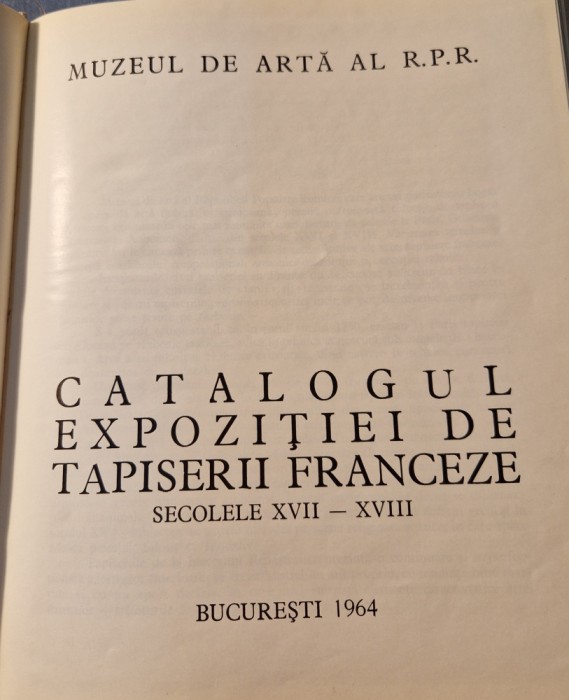 MUZEUL DE ARTĂ AL R.P.R.
CATALOGUL
EXPOZIŢIEI DE
TAPISERII FRANCEZE
SECOLELE XVII – XVIII
BUCUREŞTI 1964